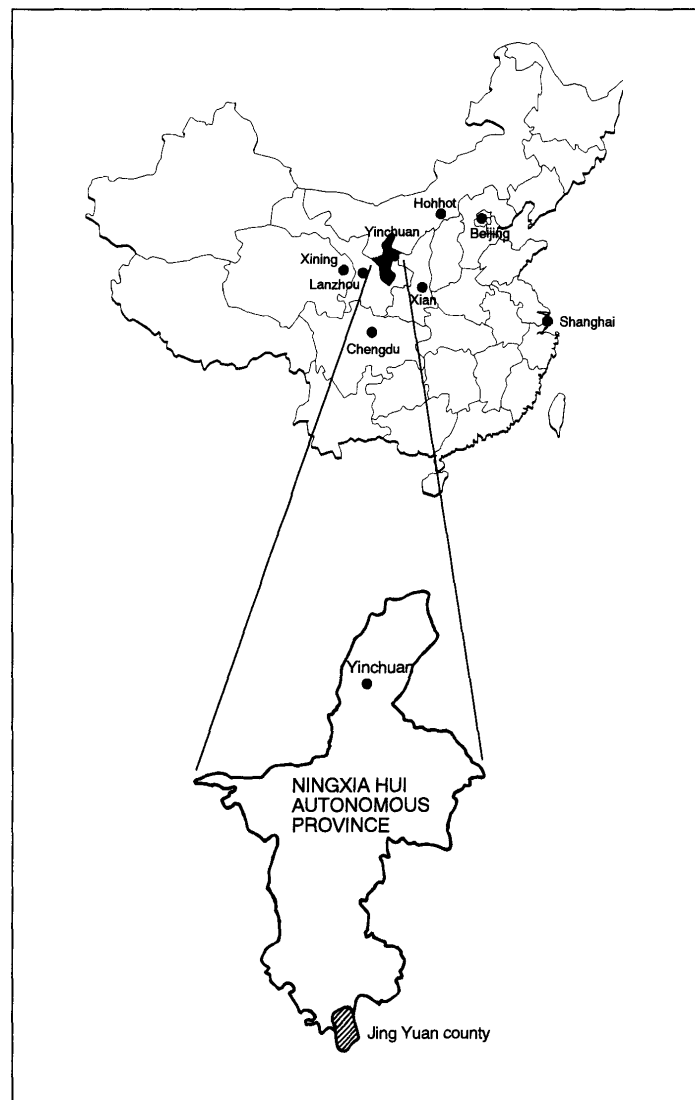 Hohhot
Beijing
Yinchuan
Xining
Lanzhou
Xian
Shanghai
Chengdu
Yinchuan
NINGXIA HUI
AUTONOMOUS
PROVINCE
Jing Yuan county